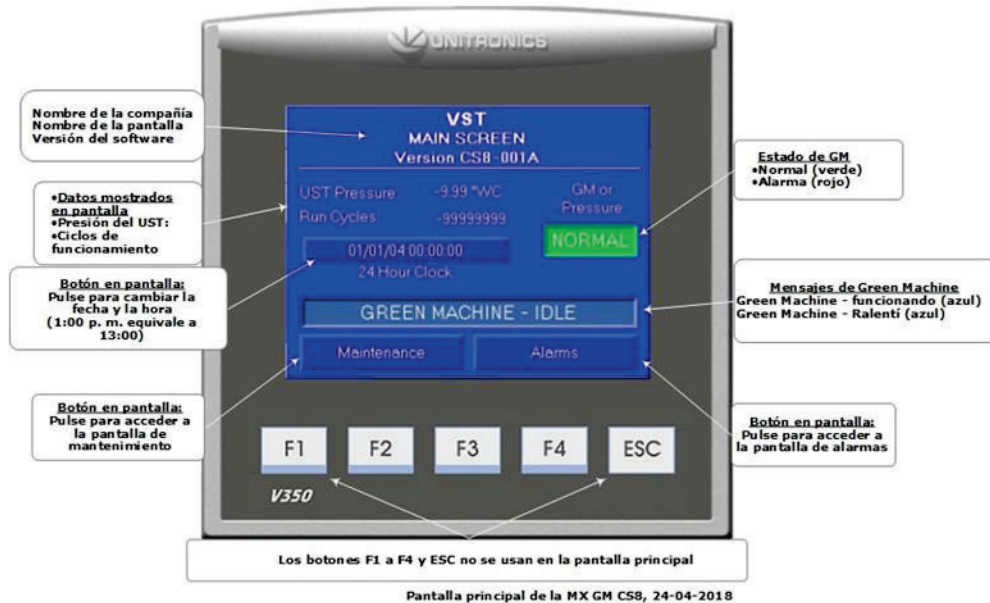 UNITRONICS
Nombre de la compañía
Nombre de la pantalla
Versión del software
VST
MAIN SCREEN
Version CS8-001A
Estado de GM
•Normal (verde)
•Alarma (rojo)
•Datos mostrados
en pantalla
•Presión del UST:
•Ciclos de
funcionamiento
UST Pressure: -9.99 "WC
Run Cycles: -99999999
GM or
Pressure
NORMAL
01/01/04 00:00:00
24 Hour Clock
Botón en pantalla:
Pulse para cambiar la
fecha y la hora
(1:00 p. m. equivale a
13:00)
Mensajes de Green Machine
Green Machine - funcionando (azul)
Green Machine - Ralentí (azul)
GREEN MACHINE - IDLE
Maintenance
Alarms
Botón en pantalla:
Pulse para acceder a
la pantalla de
mantenimiento
Botón en pantalla:
Pulse para acceder a
la pantalla de alarmas
F1 F2 F3 F4 ESC
V350
Los botones F1 a F4 y ESC no se usan en la pantalla principal
Pantalla principal de la MX GM CS8, 24-04-2018